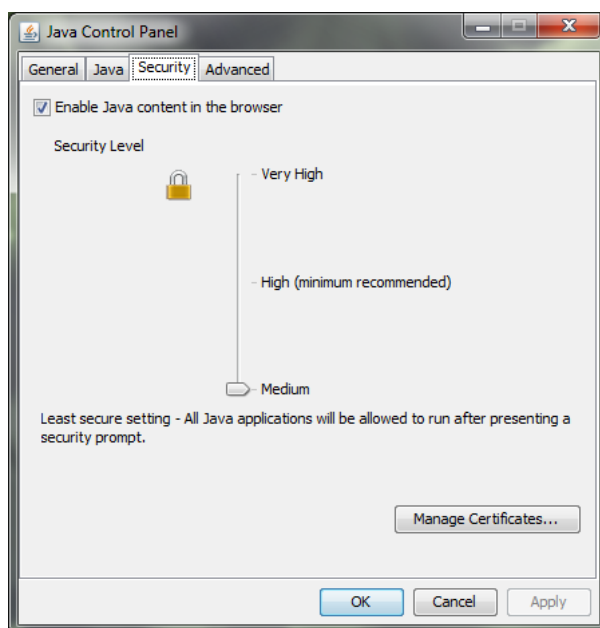 Java Control Panel
General Java Security Advanced
Enable Java content in the browser
Security Level
Very High
High (minimum recommended)
Medium
Least secure setting - All Java applications will be allowed to run after presenting a
security prompt.
Manage Certificates...
OK Cancel Apply